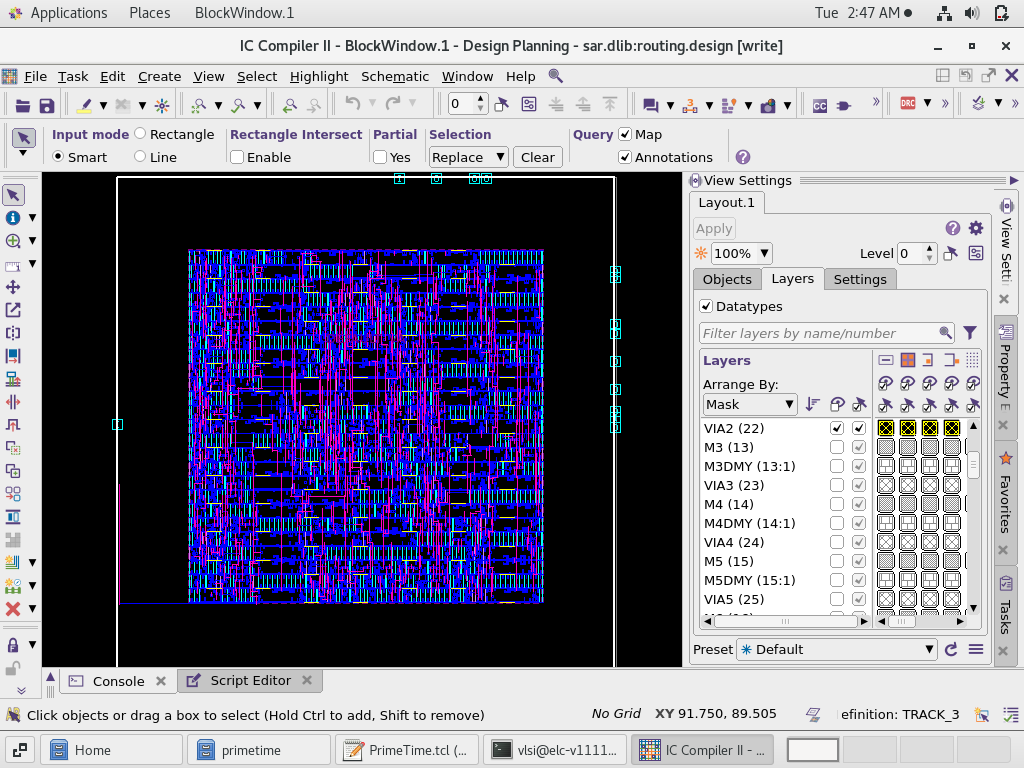 Applications Places BlockWindow.1 Tue 2:47 AM
IC Compiler II - BlockWindow.1 - Design Planning - sar.dlib:routing.design [write]
File Task Edit Create View Select Highlight Schematic Window Help
0 CC DRC
Input mode Rectangle Rectangle Intersect Partial Selection Query Map
Smart Line Enable Yes Replace Clear Annotations
View Settings
Layout.1
Apply
100% Level 0
Objects Layers Settings
Datatypes
Filter layers by name/number
Layers
Arrange By:
Mask
VIA2 (22)
M3 (13)
M3DMY (13:1)
VIA3 (23)
M4 (14)
M4DMY (14:1)
VIA4 (24)
M5 (15)
M5DMY (15:1)
VIA5 (25)
Preset Default
View Setti
Property E
Favorites
Tasks
Console Script Editor
Click objects or drag a box to select (Hold Ctrl to add, Shift to remove) No Grid XY 91.750, 89.505 efinition: TRACK_3
Home primetime PrimeTime.tcl (... vlsi@elc-v1111... IC Compiler II - ...